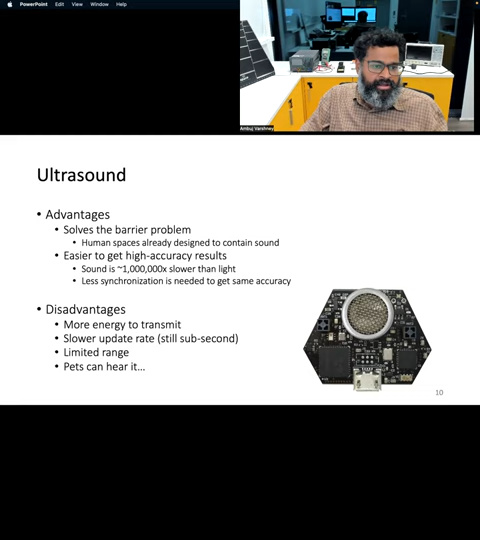 PowerPoint File Edit View Window Help
Ambuj Varshney
Ultrasound
• Advantages
• Solves the barrier problem
• Human spaces already designed to contain sound
• Easier to get high-accuracy results
• Sound is ~1,000,000x slower than light
• Less synchronization is needed to get same accuracy
• Disadvantages
• More energy to transmit
• Slower update rate (still sub-second)
• Limited range
• Pets can hear it…
10